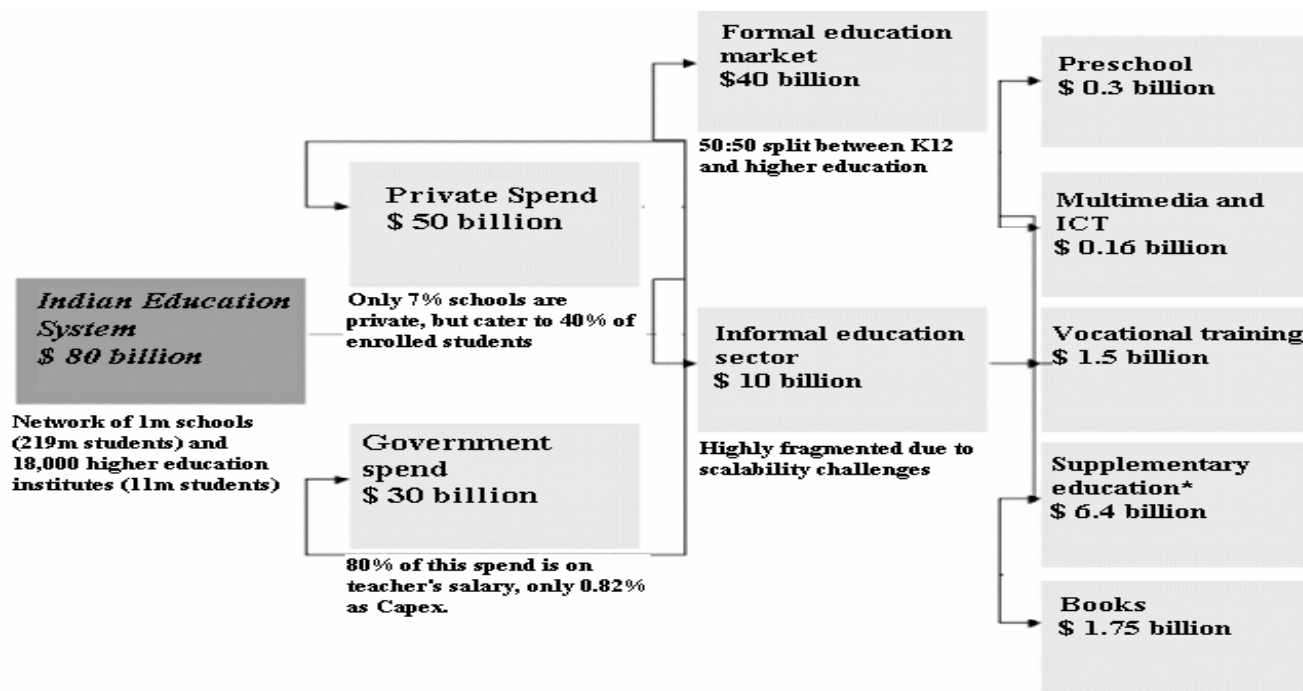 Indian Education
System
$ 80 billion
Network of 1m schools
(219m students) and
18,000 higher education
institutes (11m students)
Private Spend
$ 50 billion
Only 7% schools are
private, but cater to 40% of
enrolled students
Government
spend
$ 30 billion
80% of this spend is on
teacher's salary, only 0.82%
as Capex.
Formal education
market
$40 billion
50:50 split between K12
and higher education
Informal education
sector
$ 10 billion
Highly fragmented due to
scalability challenges
Preschool
$ 0.3 billion
Multimedia and
ICT
$ 0.16 billion
Vocational training
$ 1.5 billion
Supplementary
education*
$ 6.4 billion
Books
$ 1.75 billion